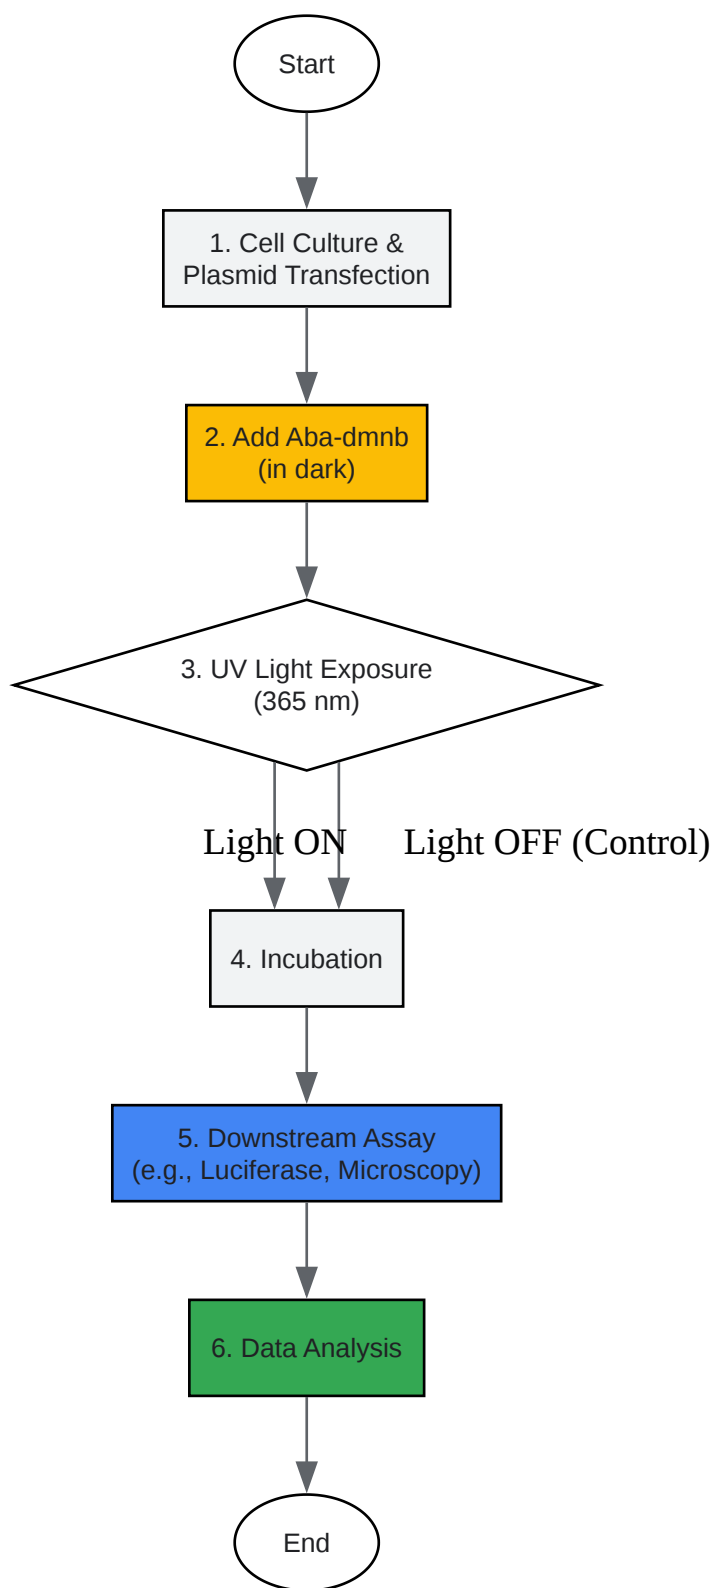 Start
1. Cell Culture &
Plasmid Transfection
2. Add Aba-dmnb
(in dark)
3. UV Light Exposure
(365 nm)
Light ON
Light OFF (Control)
4. Incubation
5. Downstream Assay
(e.g., Luciferase, Microscopy)
6. Data Analysis
End